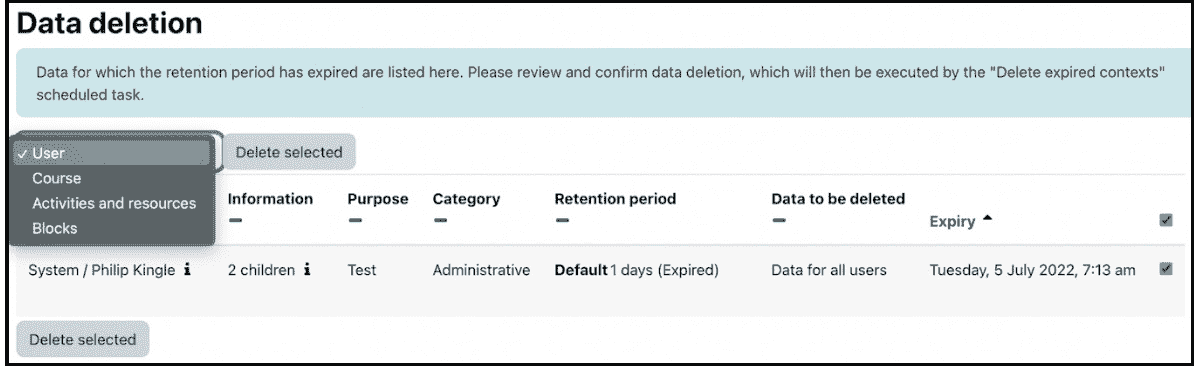 Data deletion
Data for which the retention period has expired are listed here. Please review and confirm data deletion, which will then be executed by the "Delete expired contexts"
scheduled task.
✓ User
Delete selected
Course
Activities and resources
Blocks
Information Purpose Category Retention period Data to be deleted
Expiry
System / Philip Kingle 2 children Test Administrative Default 1 days (Expired) Data for all users Tuesday, 5 July 2022, 7:13 am
Delete selected